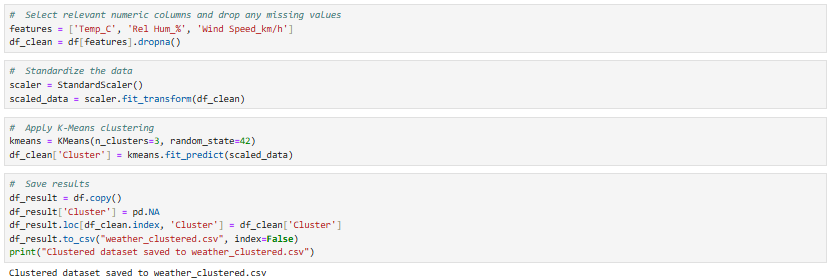 #  Select relevant numeric columns and drop any missing values
features = ['Temp_C', 'Rel Hum_%', 'Wind Speed_km/h']
df_clean = df[features].dropna()
#  Standardize the data
scaler = StandardScaler()
scaled_data = scaler.fit_transform(df_clean)
#  Apply K-Means clustering
kmeans = KMeans(n_clusters=3, random_state=42)
df_clean['Cluster'] = kmeans.fit_predict(scaled_data)
#  Save results
df_result = df.copy()
df_result['Cluster'] = pd.NA
df_result.loc[df_clean.index, 'Cluster'] = df_clean['Cluster']
df_result.to_csv("weather_clustered.csv", index=False)
print("Clustered dataset saved to weather_clustered.csv")
Clustered dataset saved to weather_clustered.csv